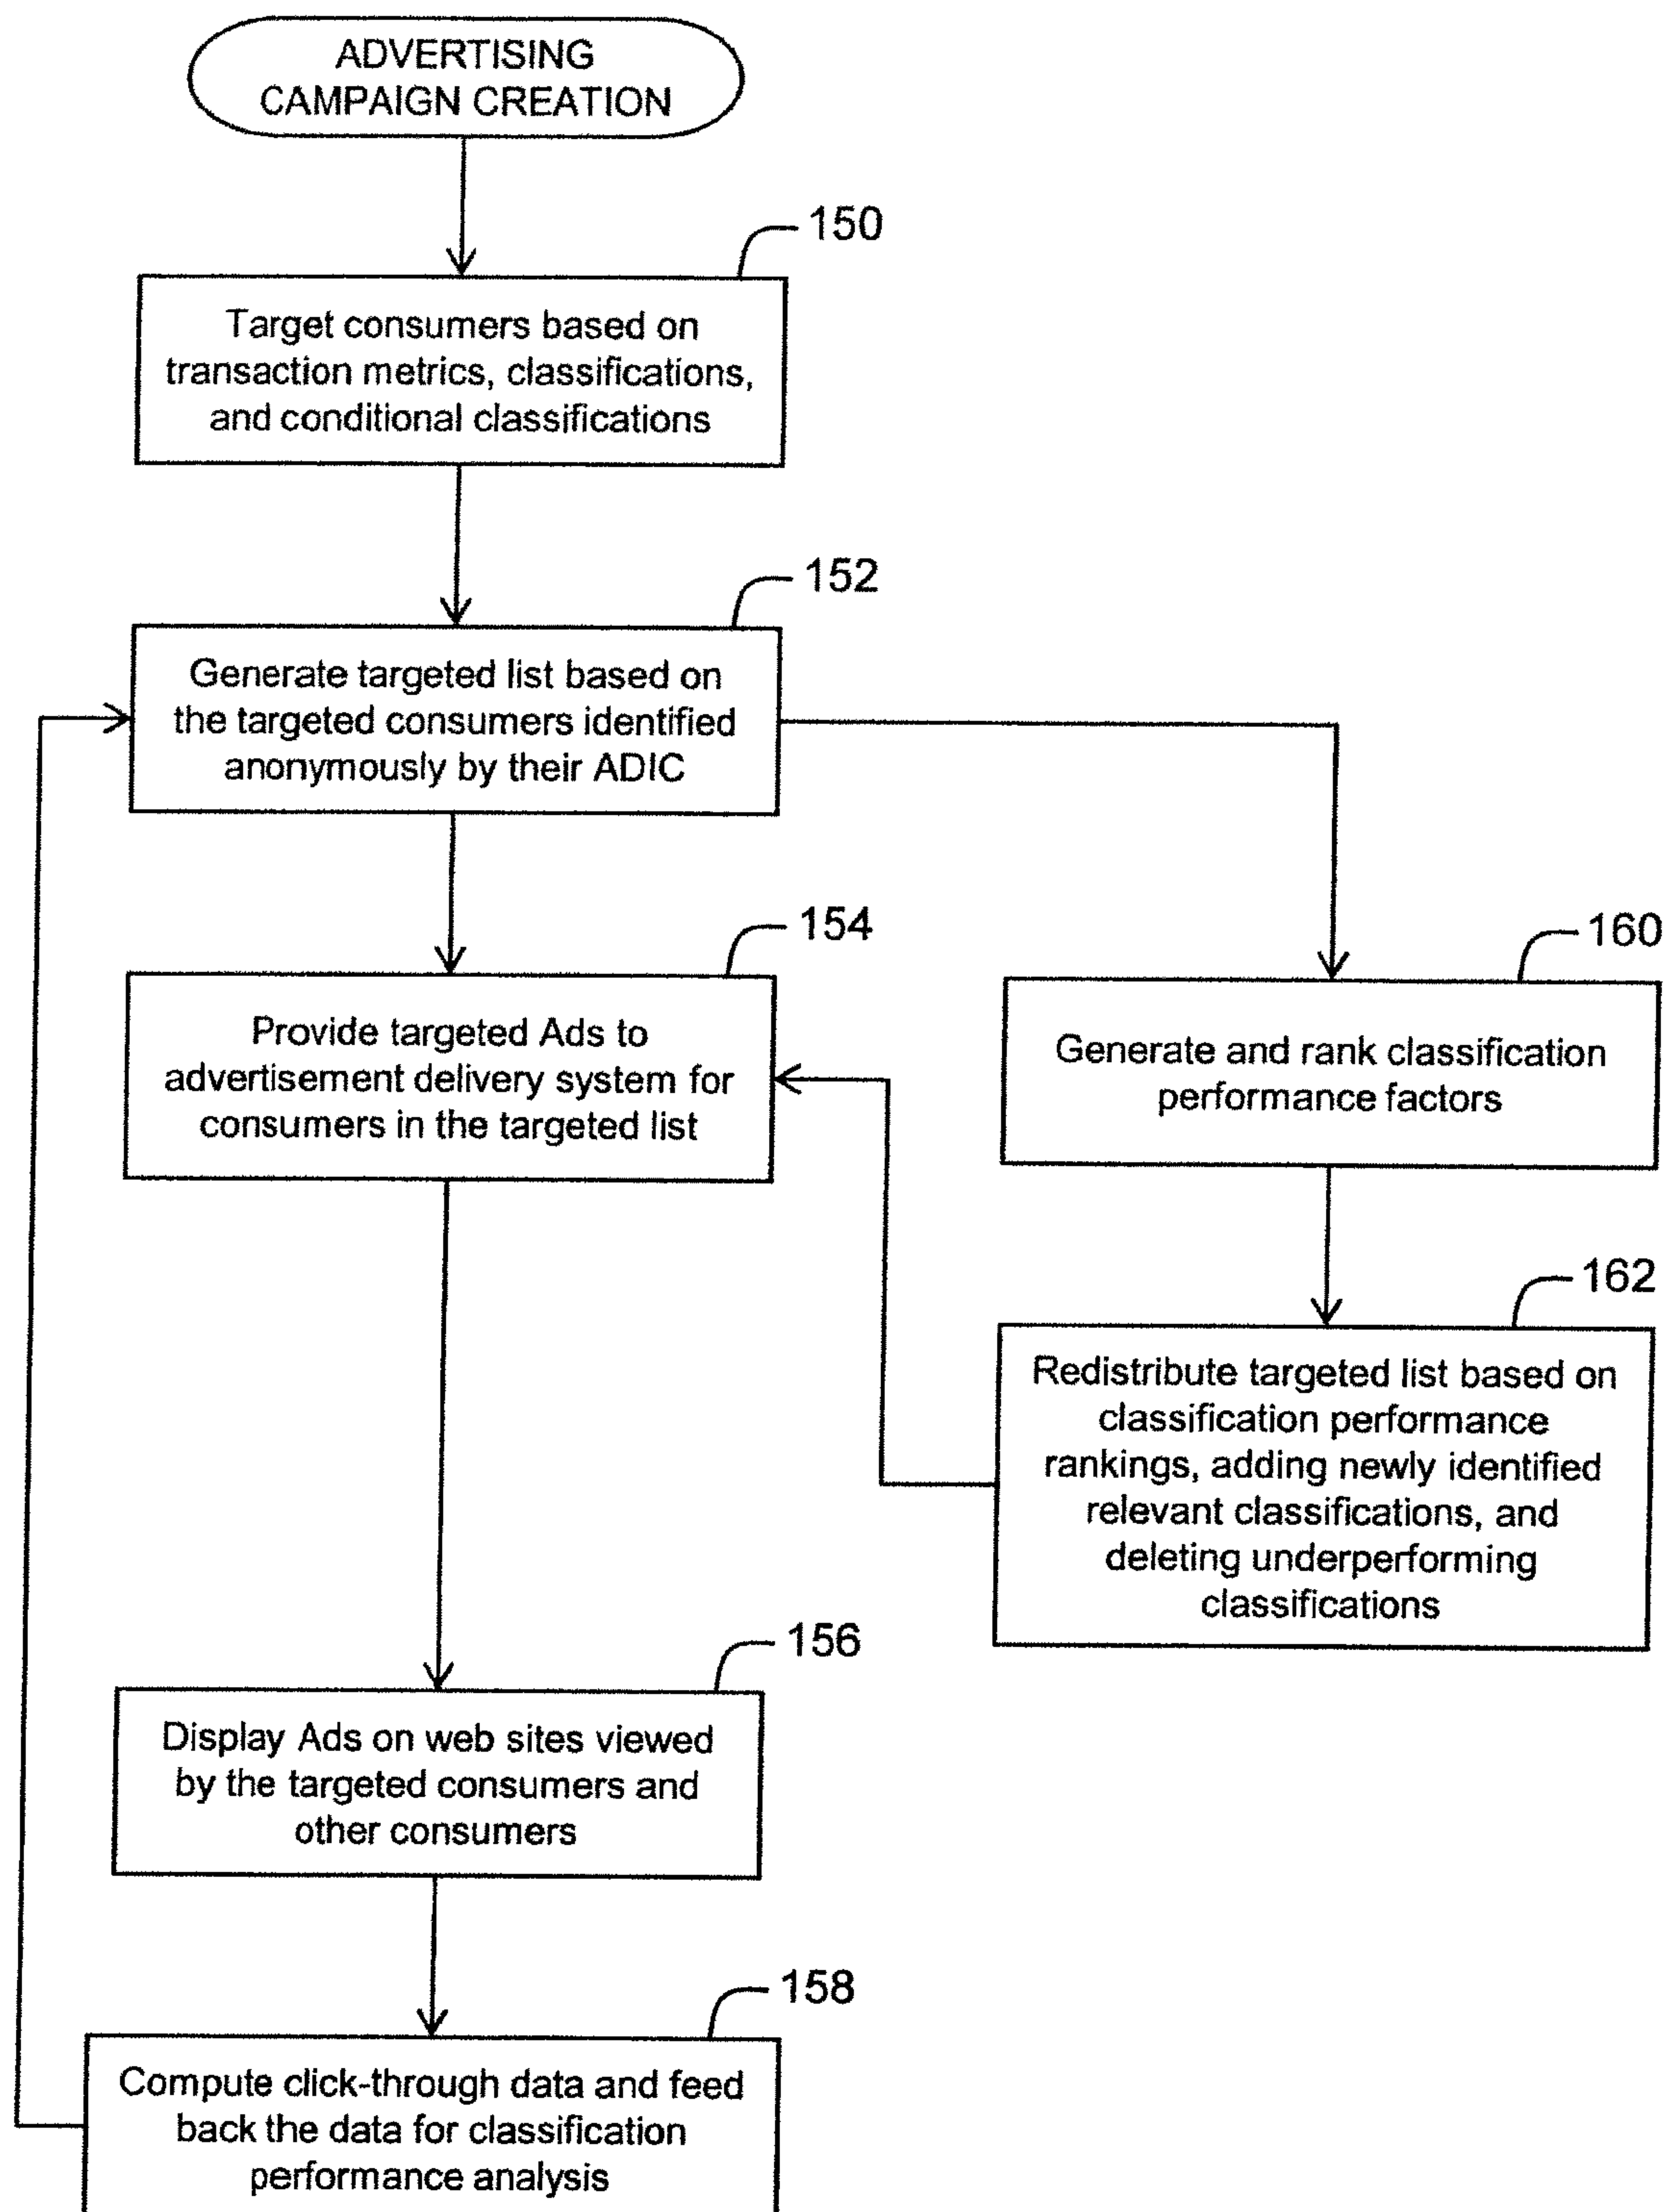 ADVERTISING
CAMPAIGN CREATION
150
Target consumers based on
transaction metrics, classifications,
and conditional classifications
152
Generate targeted list based on
the targeted consumers identified
anonymously by their ADIC
154
Provide targeted Ads to
advertisement delivery system for
consumers in the targeted list
160
Generate and rank classification
performance factors
162
Redistribute targeted list based on
classification performance
rankings, adding newly identified
relevant classifications, and
deleting underperforming
classifications
156
Display Ads on web sites viewed
by the targeted consumers and
other consumers
158
Compute click-through data and feed
back the data for classification
performance analysis